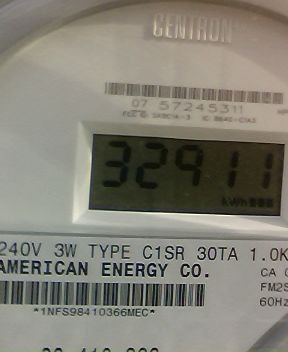 CENTRON
07 57245311
32911
kWh
240V 3W TYPE C1SR 30TA 1.0K
AMERICAN ENERGY CO.
CA
FM2S
60Hz
*1NFS98410366MEC*